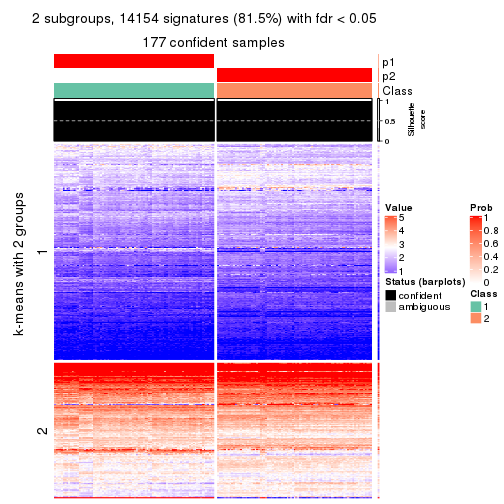 2 subgroups, 14154 signatures (81.5%) with fdr < 0.05
177 confident samples
p1
p2
Class
1
0.5
0
Silhouette
score
k-means with 2 groups
1
2
Value
5
4
3
2
1
Status (barplots)
confident
ambiguous
Prob
1
0.8
0.6
0.4
0.2
0
Class
1
2